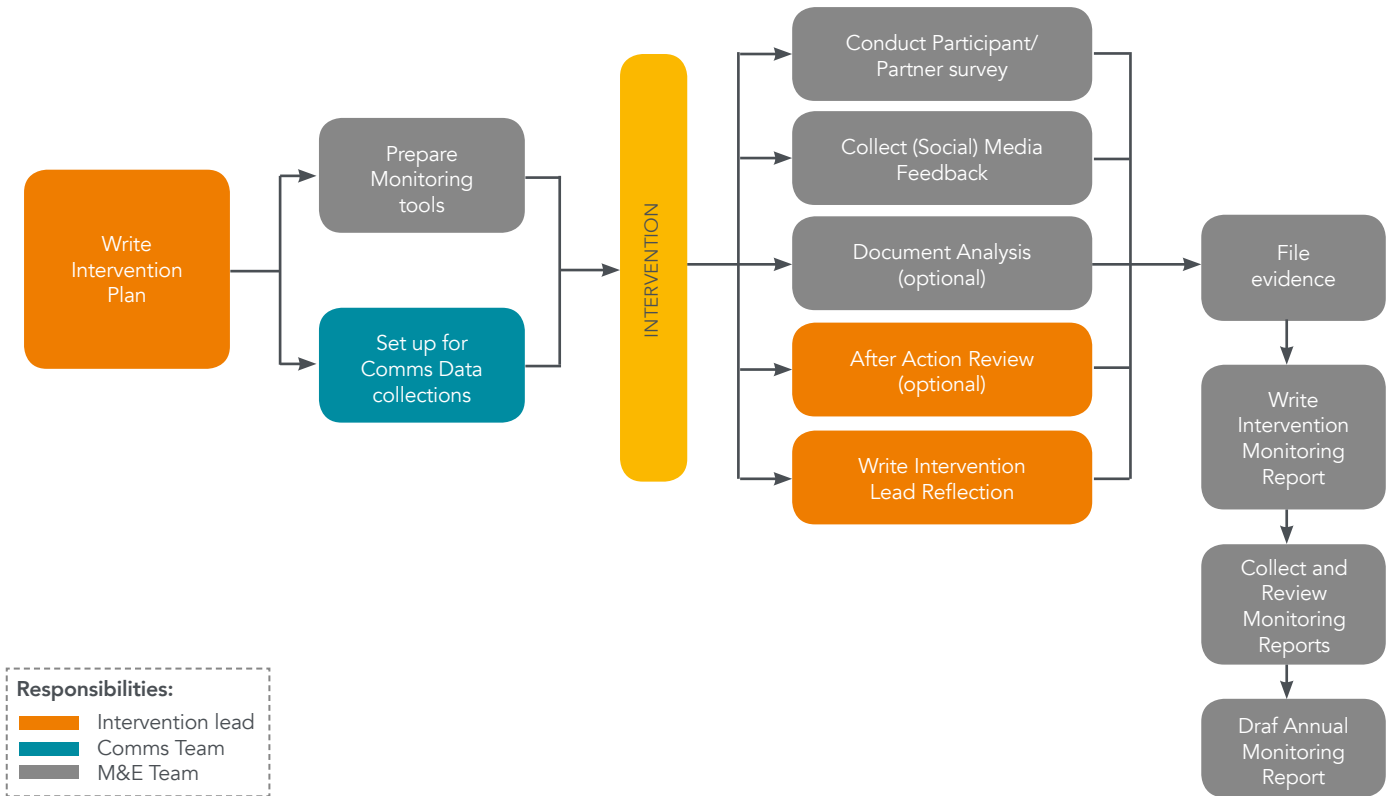 Write
Intervention
Plan
Prepare
Monitoring
tools
Set up for
Comms Data
collections
INTERVENTION
Conduct Participant/
Partner survey
Collect (Social) Media
Feedback
Document Analysis
(optional)
After Action Review
(optional)
Write Intervention
Lead Reflection
File
evidence
Write
Intervention
Monitoring
Report
Collect and
Review
Monitoring
Reports
Draf Annual
Monitoring
Report
Responsibilities:
Intervention lead
Comms Team
M&E Team